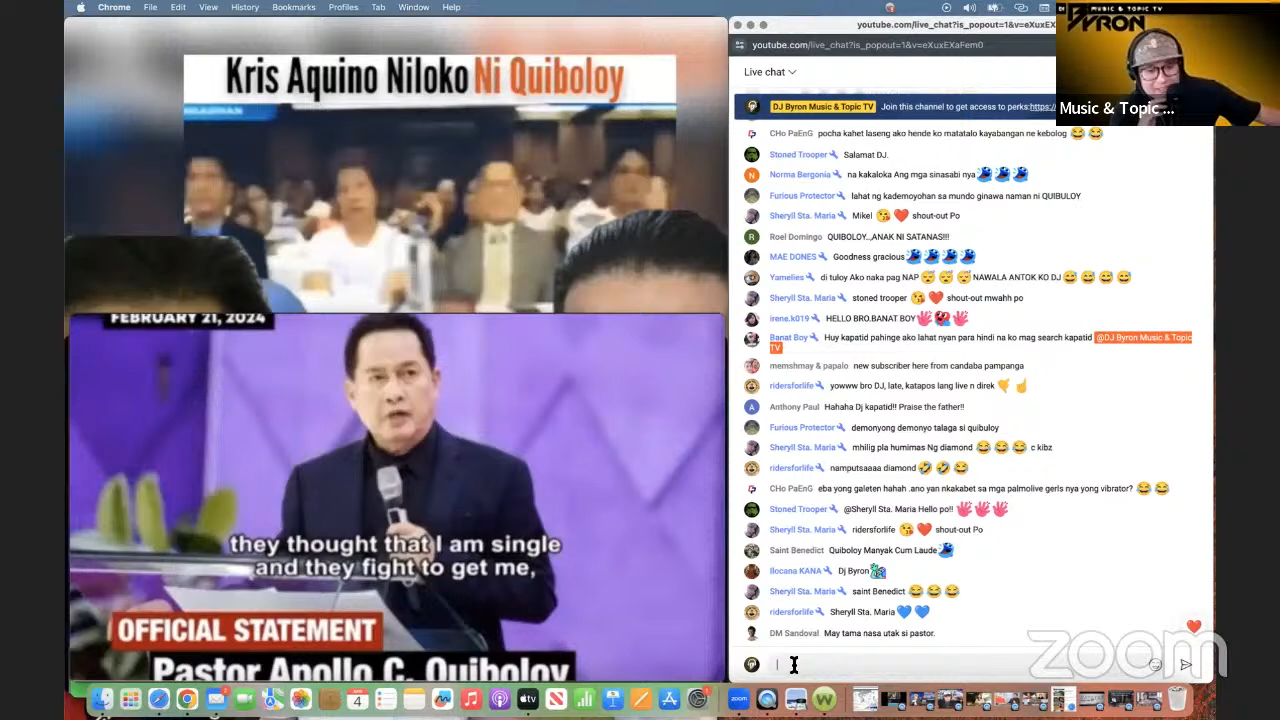 Chrome File Edit View History Bookmarks Profiles Tab Window Help
Kris Aquino Niloko Ni Quiboloy
FEBRUARY 21, 2024
they thought that I am single
and they fight to get me,
OFFICIAL STATEMENT
Pastor Apollo C. Quiboloy
youtube.com/live_chat?is_popout=1&v=eXuxEX
youtube.com/live_chat?is_popout=1&v=eXuxEXaFem0
Live chat
DJ Byron Music & Topic TV Join this channel to get access to perks:https:/
CHo PaEnG pocha kahet laseng ako hende ko matatalo kayabangan ne kebolog 😂😂
Stoned Trooper Salamat DJ.
Norma Bergonia na kakaloka Ang mga sinasabi nya
Furious Protector lahat ng kademoyohan sa mundo ginawa naman ni QUIBULOY
Sheryll Sta. Maria Mikel 😘❤️ shout-out Po
Roel Domingo QUIBOLOY..,ANAK NI SATANAS!!!
MAE DONES Goodness gracious
Yamelies di tuloy Ako naka pag NAP 😴😴😴NAWALA ANTOK KO DJ😅😅😅😅
Sheryll Sta. Maria stoned trooper 😘❤️ shout-out mwahh po
irene.k019 HELLO BRO.BANAT BOY
Banat Boy Huy kapatid pahinge ako lahat nyan para hindi na ko mag search kapatid @DJ Byron Music & Topic
TV
memshmay & papalo new subscriber here from candaba pampanga
ridersforlife yowww bro DJ, late, katapos lang live n direk
Anthony Paul Hahaha Dj kapatid!! Praise the father!!
Furious Protector demonyong demonyo talaga si quibuloy
Sheryll Sta. Maria mhilig pla humimas Ng diamond 😂😂😂 c kibz
ridersforlife namputsaaaa diamond 🤣🤣😂
CHo PaEnG eba yong galeten hahah .ano yan nkakabet sa mga palmolive gerls nya yong vibrator? 😂😂
Stoned Trooper @Sheryll Sta. Maria Hello po!!
Sheryll Sta. Maria ridersforlife 😘❤️ shout-out Po
Saint Benedict Quiboloy Manyak Cum Laude
Ilocana KANA Dj Byron
Sheryll Sta. Maria saint Benedict 😂😂😂
ridersforlife Sheryll Sta. Maria💙💙
DM Sandoval May tama nasa utak si pastor.
MUSIC & TOPIC TV
BYRON
Music & Topic ...
zoom